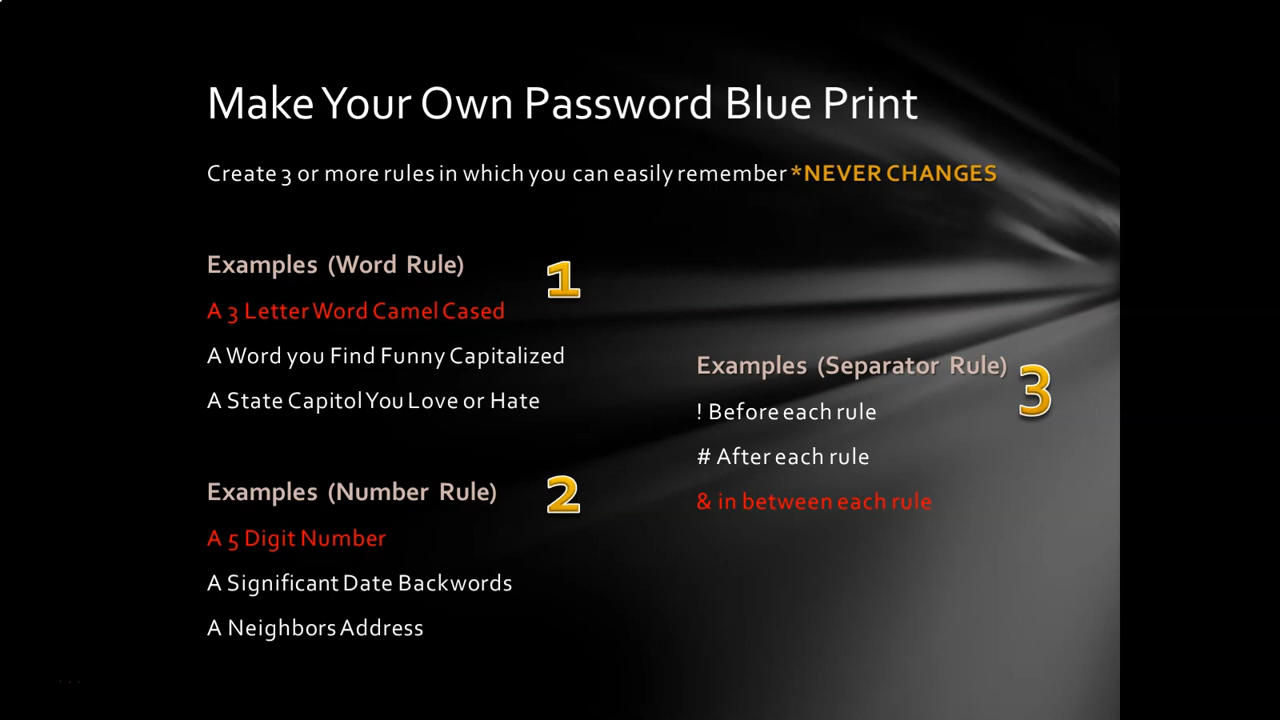 Make Your Own Password Blue Print
Create 3 or more rules in which you can easily remember *NEVER CHANGES
Examples (Word Rule)
1
A 3 Letter Word Camel Cased
A Word you Find Funny Capitalized
A State Capitol You Love or Hate
Examples (Number Rule)
2
A 5 Digit Number
A Significant Date Backwords
A Neighbors Address
Examples (Separator Rule)
3
! Before each rule
# After each rule
& in between each rule